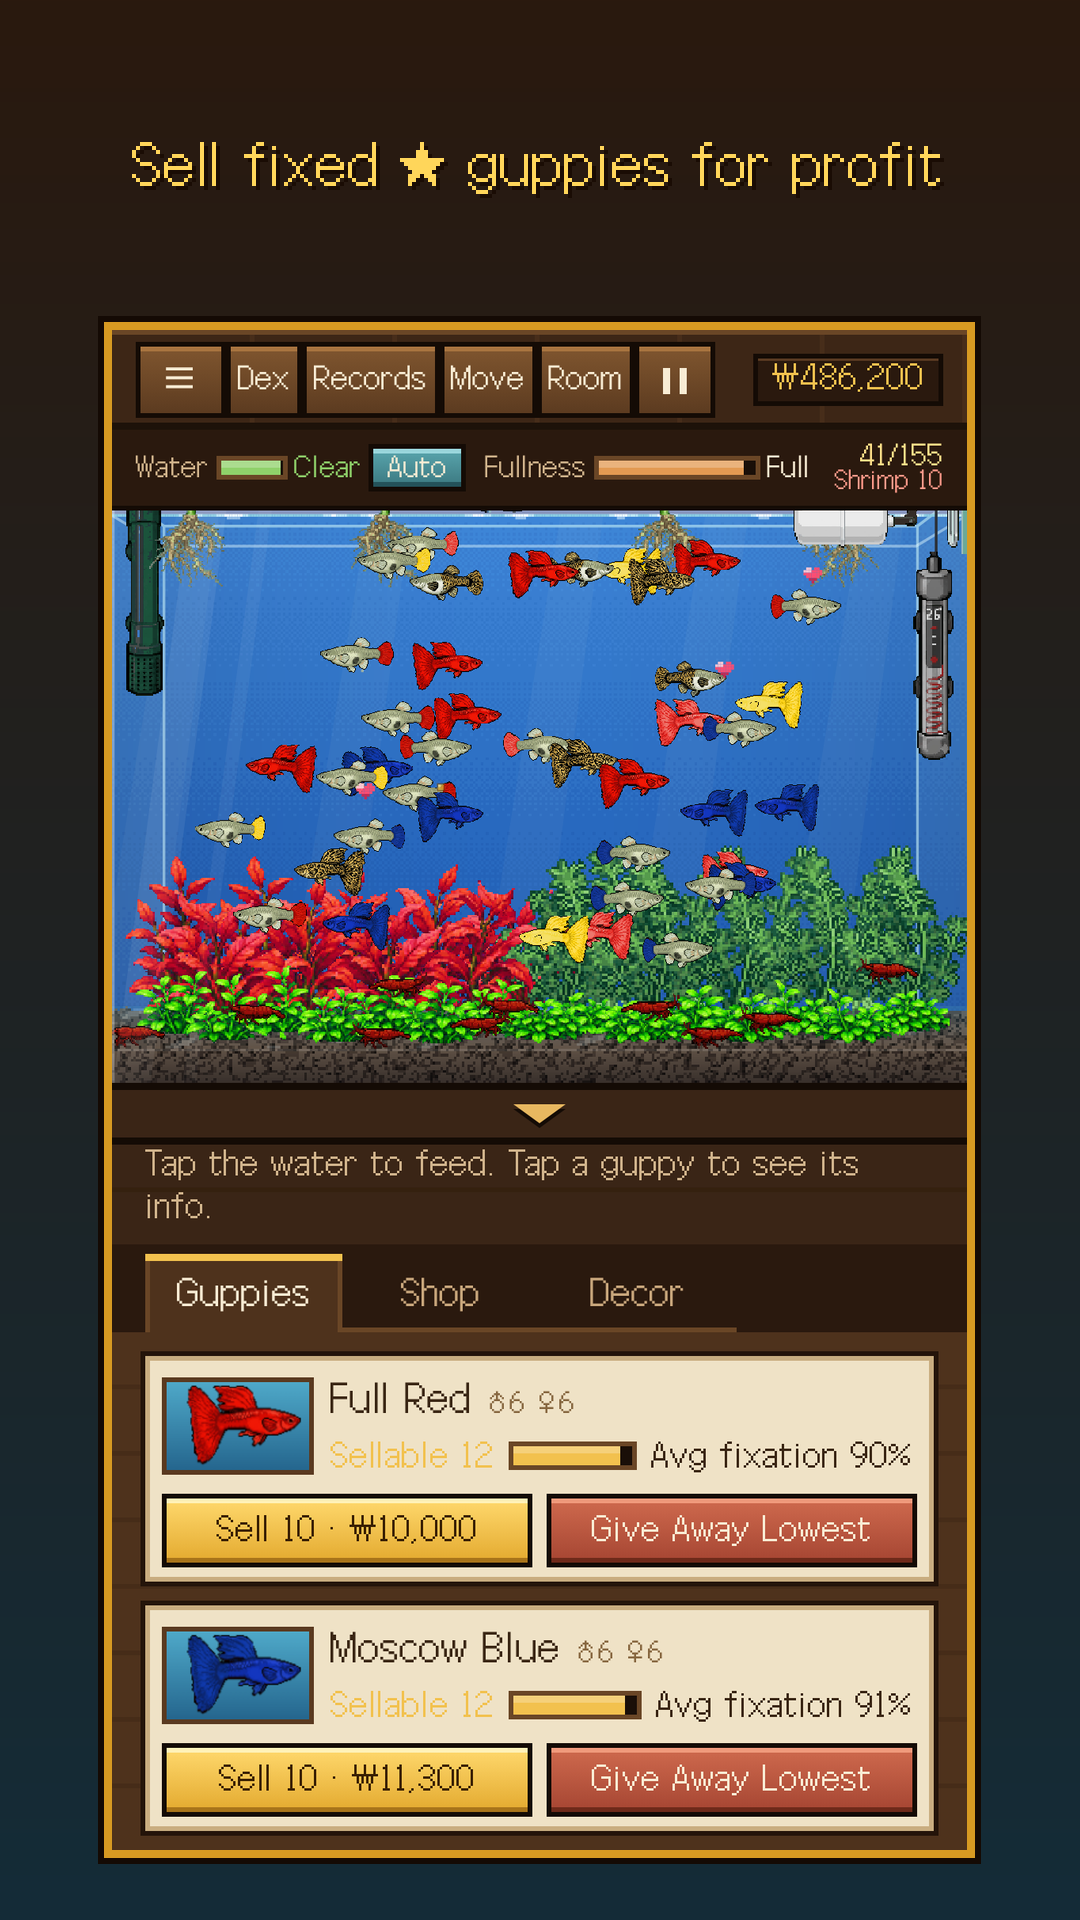 Sell fixed ★ guppies for profit
Dex Records Move Room ₩486,200
Water Clear Auto Fullness Full 41/155
Shrimp 10
26
Tap the water to feed. Tap a guppy to see its
info.
Guppies Shop Decor
Full Red ♂6 ♀6
Sellable 12 Avg fixation 90%
Sell 10 · ₩10,000 Give Away Lowest
Moscow Blue ♂6 ♀6
Sellable 12 Avg fixation 91%
Sell 10 · ₩11,300 Give Away Lowest